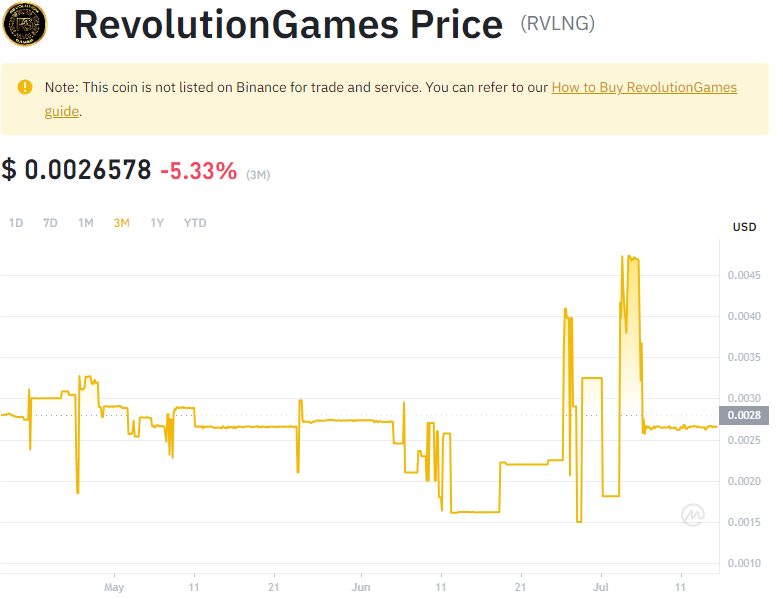 RevolutionGames Price (RVLNG)
Note: This coin is not listed on Binance for trade and service. You can refer to our How to Buy RevolutionGames
guide.
$ 0.0026578 -5.33% (3M)
1D 7D 1M 3M 1Y YTD
USD
0.0045
0.0040
0.0035
0.0030
0.0028
0.0025
0.0020
0.0015
0.0010
May 11 21 Jun 11 21 Jul 11